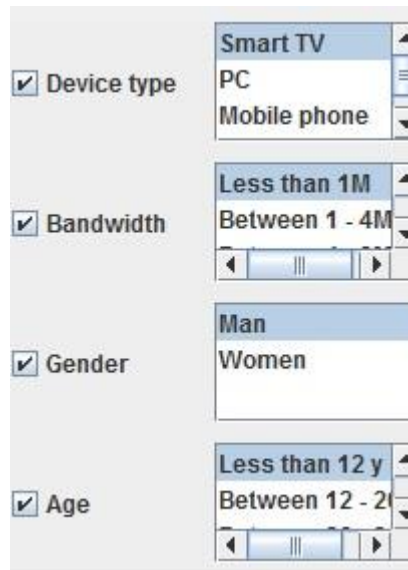 Smart TV
Device type
PC
Mobile phone
Less than 1M
Bandwidth
Between 1 - 4M
Man
Gender
Women
Less than 12 y
Age
Between 12 - 20